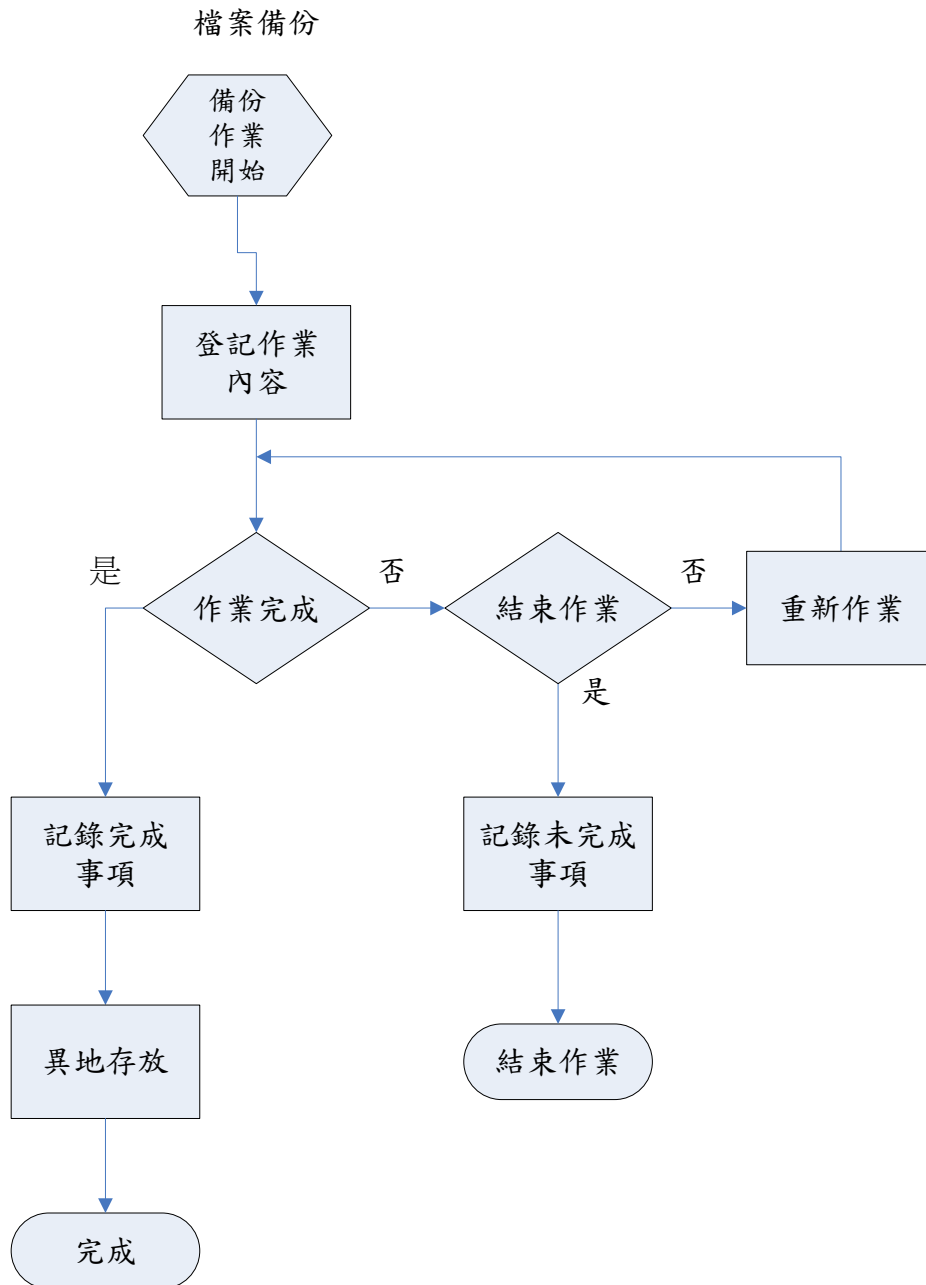 檔案備份
備份
作業
開始
登記作業
內容
是
作業完成
否
結束作業
否
重新作業
是
記錄完成
事項
記錄未完成
事項
異地存放
結束作業
完成